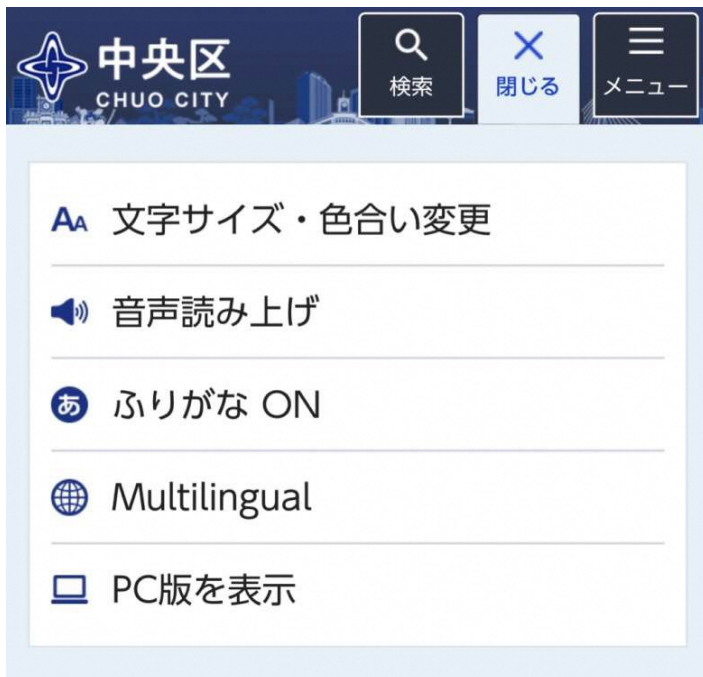 中央区
CHUO CITY
検索
閉じる
メニュー
AA 文字サイズ・色合い変更
音声読み上げ
あ ふりがな ON
Multilingual
PC版を表示